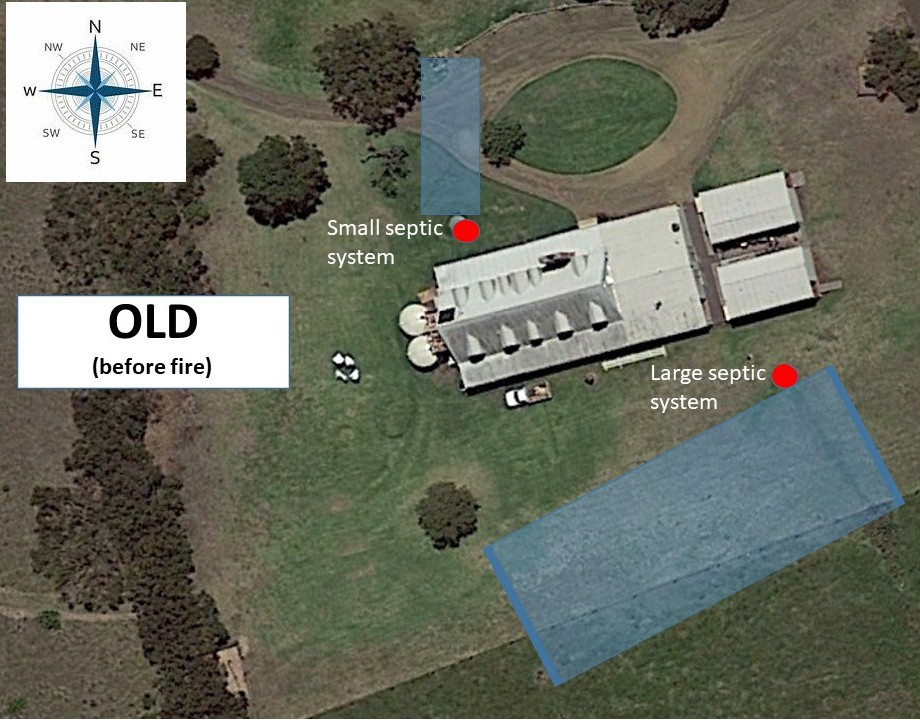 N
NW
NE
W
E
SW
SE
S
Small septic
system
OLD
(before fire)
Large septic
system